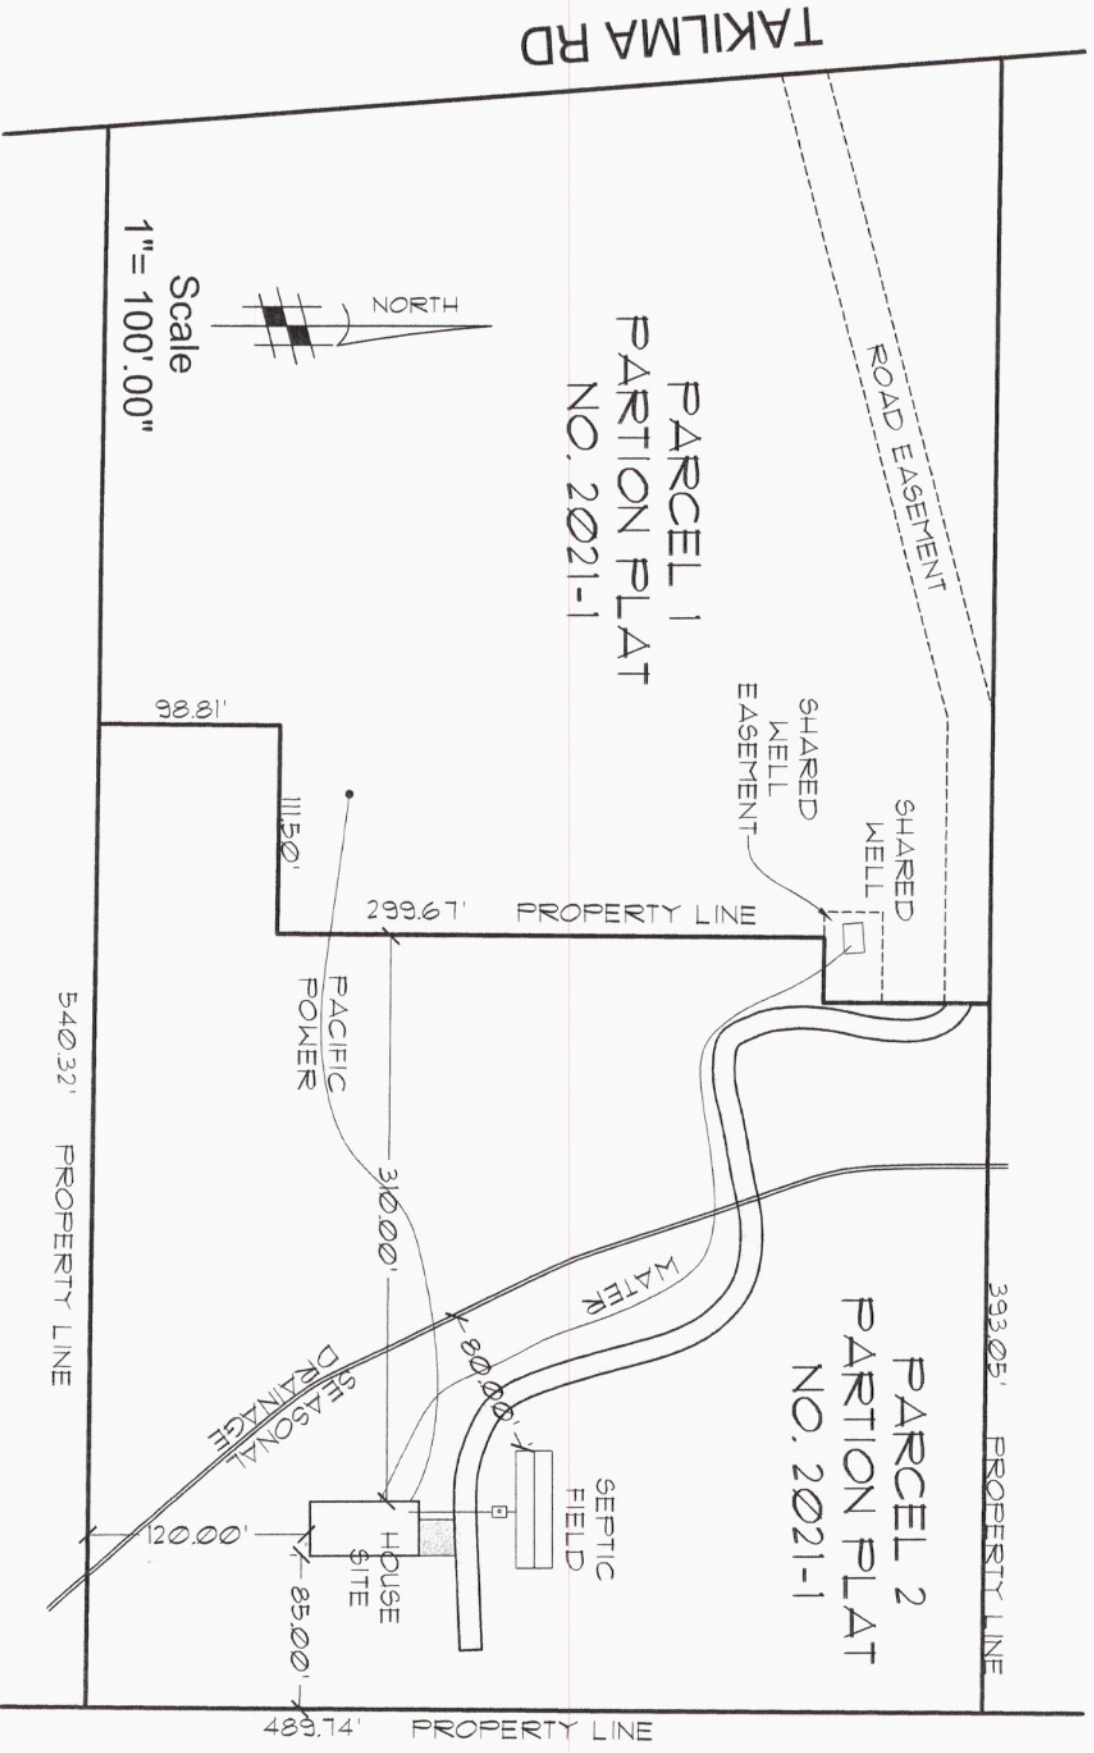 TAKILMA RD
ROAD EASEMENT
PARCEL 1
PARTION PLAT
NO. 2021-1
NORTH
Scale
1"= 100'.00"
SHARED
WELL
EASEMENT
SHARED
WELL
98.81'
111.50'
299.67' PROPERTY LINE
PACIFIC
POWER
310.00'
WATER
80.00'
SEASONAL
DRAINAGE
SEPTIC
FIELD
HOUSE
SITE
120.00'
85.00'
PARCEL 2
PARTION PLAT
NO. 2021-1
393.05' PROPERTY LINE
540.32' PROPERTY LINE
489.74' PROPERTY LINE